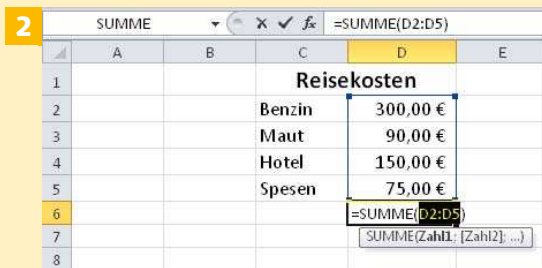 2
SUMME fx =SUMME(D2:D5)
A B C D E
1 Reisekosten
2 Benzin 300,00 €
3 Maut 90,00 €
4 Hotel 150,00 €
5 Spesen 75,00 €
6 =SUMME(D2:D5)
7 SUMME(Zahl1; [Zahl2]; ...)
8